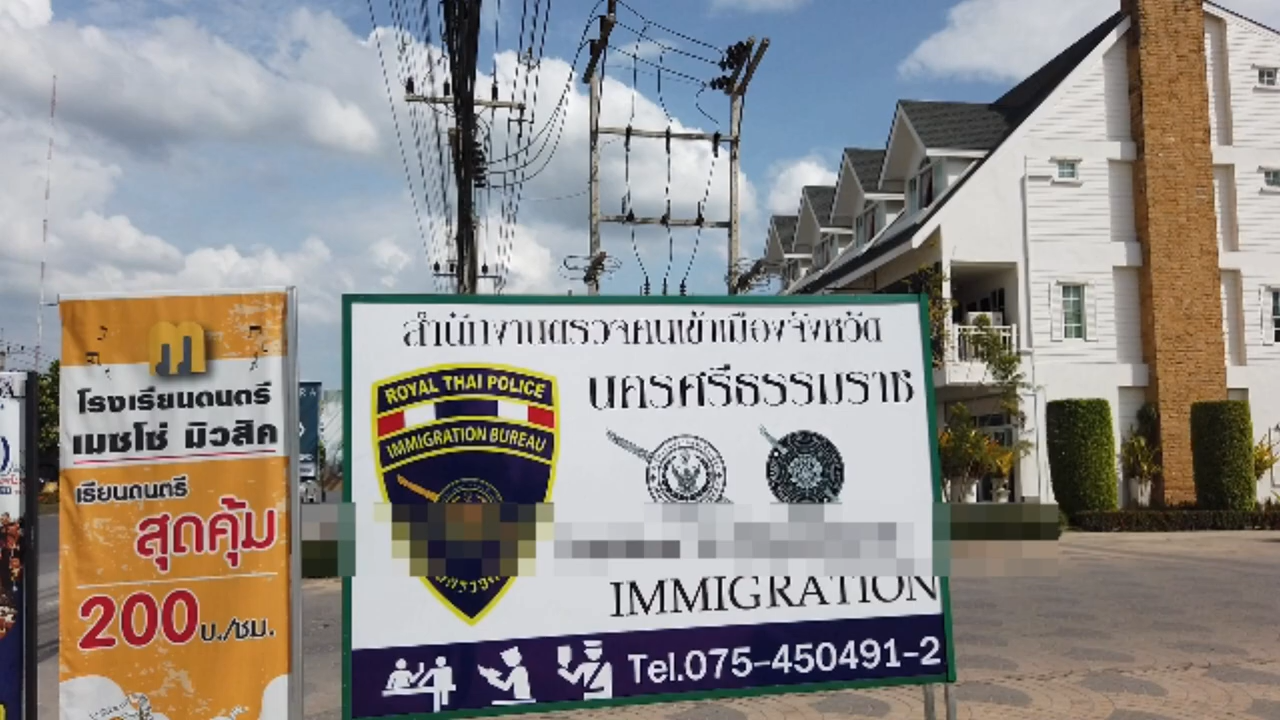 โรงเรียนดนตรี
เมซโซ่ มิวสิค
เรียนดนตรี
สุดคุ้ม
200 บ./ชม.
สำนักงานตรวจคนเข้าเมืองจังหวัด
นครศรีธรรมราช
ROYAL THAI POLICE
IMMIGRATION BUREAU
IMMIGRATION
Tel.075-450491-2